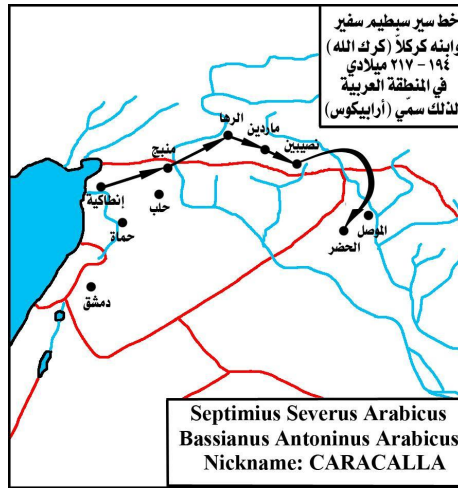 خط سير سبطيم سفير
وابنه كركلاّ (كرك الله)
١٩٤ - ٢١٧ ميلادي
في المنطقة العربية
لذلك سمّي (أرابيكوس)
الرها
ماردين
نصيبين
منبج
إنطاكية
حلب
حماة
الموصل
الحضر
دمشق
Septimius Severus Arabicus
Bassianus Antoninus Arabicus
Nickname: CARACALLA